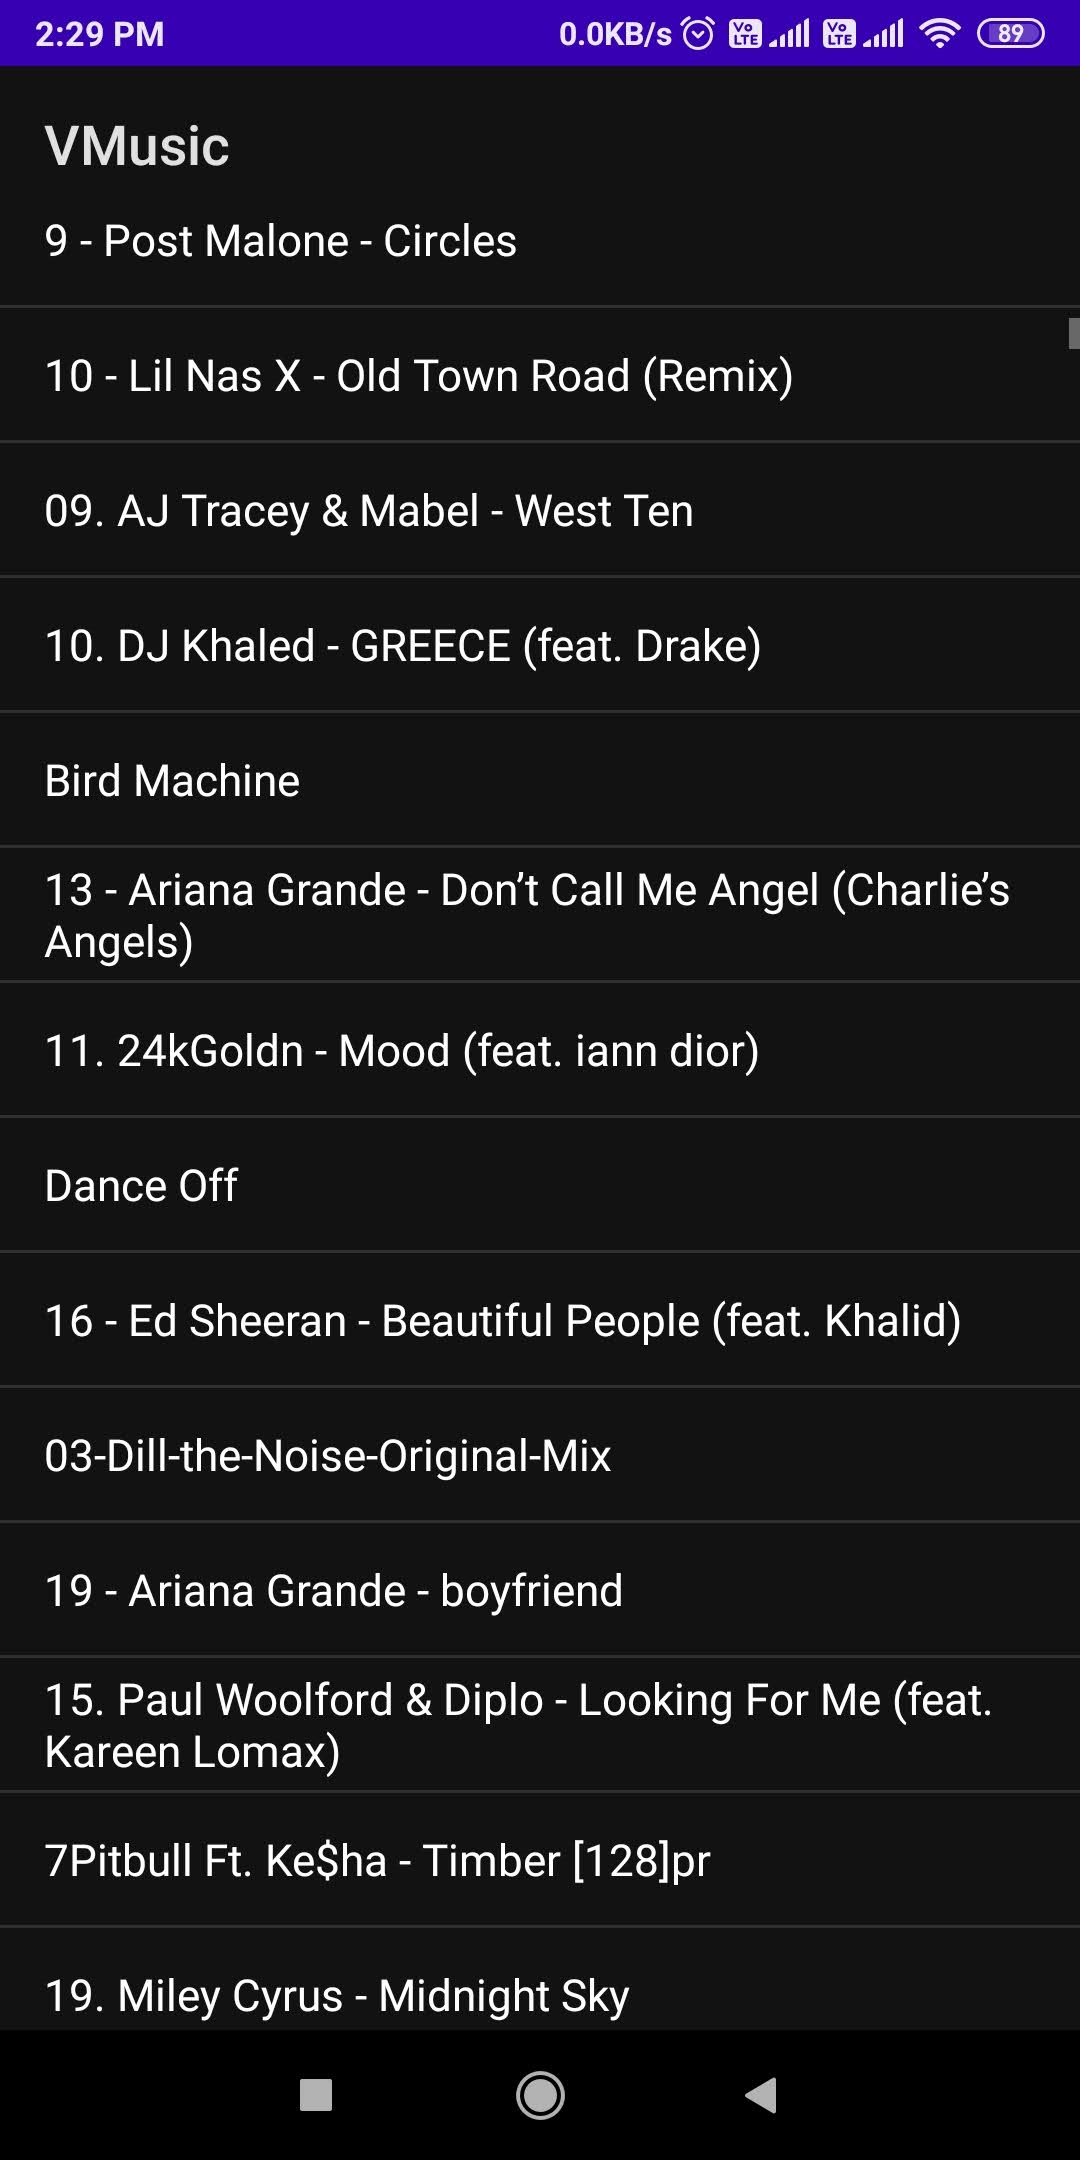 2:29 PM 0.0KB/s Vo LTE Vo LTE 89
VMusic
9 - Post Malone - Circles
10 - Lil Nas X - Old Town Road (Remix)
09. AJ Tracey & Mabel - West Ten
10. DJ Khaled - GREECE (feat. Drake)
Bird Machine
13 - Ariana Grande - Don’t Call Me Angel (Charlie’s
Angels)
11. 24kGoldn - Mood (feat. iann dior)
Dance Off
16 - Ed Sheeran - Beautiful People (feat. Khalid)
03-Dill-the-Noise-Original-Mix
19 - Ariana Grande - boyfriend
15. Paul Woolford & Diplo - Looking For Me (feat.
Kareen Lomax)
7Pitbull Ft. Ke$ha - Timber [128]pr
19. Miley Cyrus - Midnight Sky